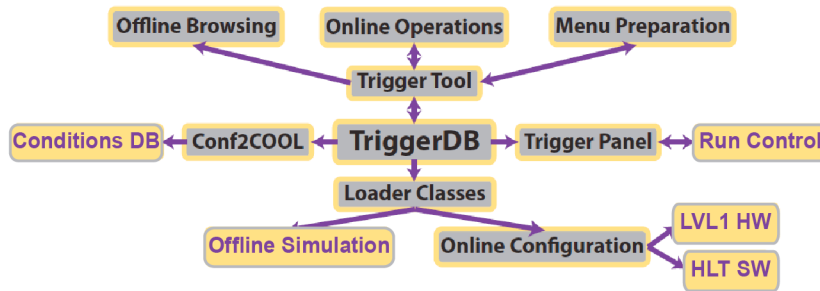 Offline Browsing
Online Operations
Menu Preparation
Trigger Tool
Conditions DB
Conf2COOL
TriggerDB
Trigger Panel
Run Control
Loader Classes
Offline Simulation
Online Configuration
LVL1 HW
HLT SW